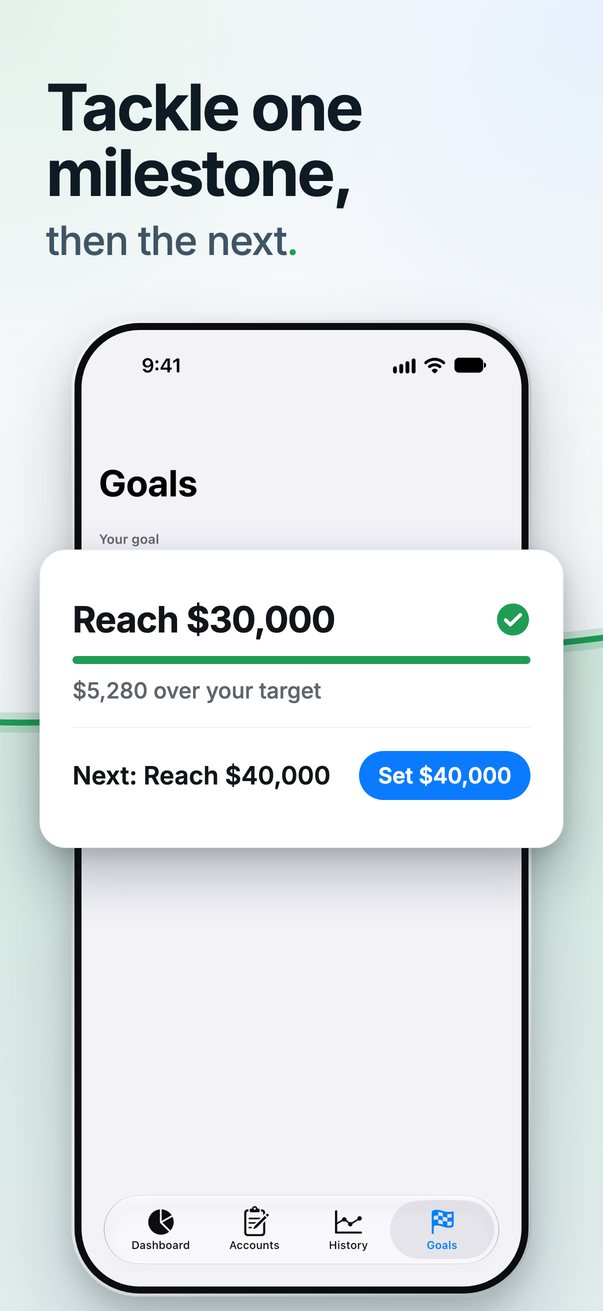 Tackle one
milestone,
then the next.
9:41
Goals
Your goal
Reach $30,000
$5,280 over your target
Next: Reach $40,000
Set $40,000
Dashboard
Accounts
History
Goals